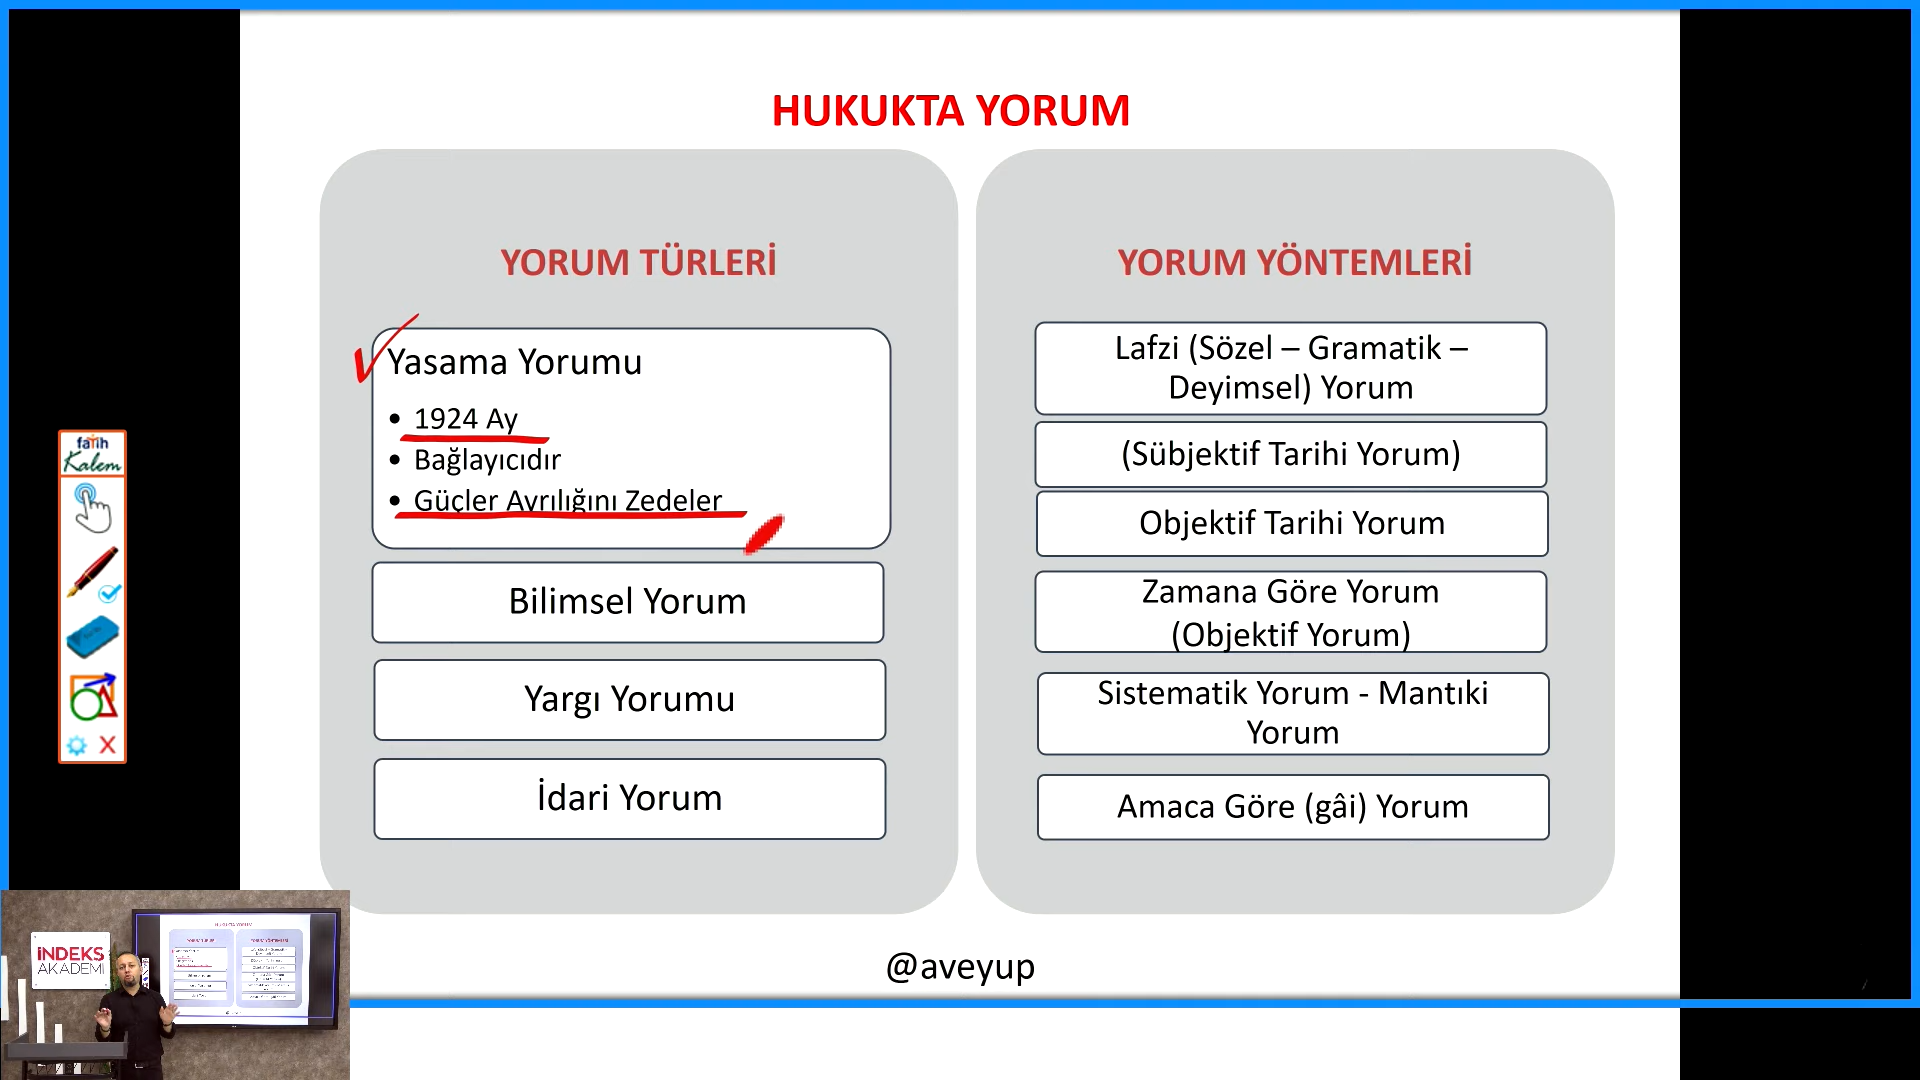 HUKUKTA YORUM
YORUM TÜRLERİ
Yasama Yorumu
• 1924 Ay
• Bağlayıcıdır
• Güçler Ayrılığını Zedeler
Bilimsel Yorum
Yargı Yorumu
İdari Yorum
YORUM YÖNTEMLERİ
Lafzi (Sözel – Gramatik –
Deyimsel) Yorum
(Sübjektif Tarihi Yorum)
Objektif Tarihi Yorum
Zamana Göre Yorum
(Objektif Yorum)
Sistematik Yorum - Mantıki
Yorum
Amaca Göre (gâi) Yorum
@aveyup
fatih
Kalem
İNDEKS
AKADEMİ
HUKUKTA YORUM